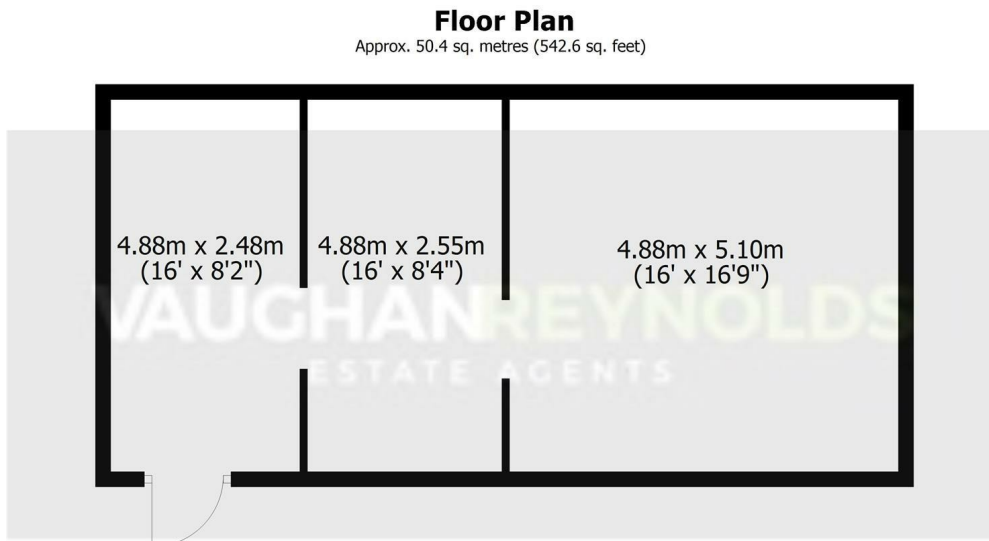 Floor Plan
Approx. 50.4 sq. metres (542.6 sq. feet)
4.88m x 2.48m
(16' x 8'2")
4.88m x 2.55m
(16' x 8'4")
4.88m x 5.10m
(16' x 16'9")
VAUGHANREYNOLDS
ESTATE AGENTS